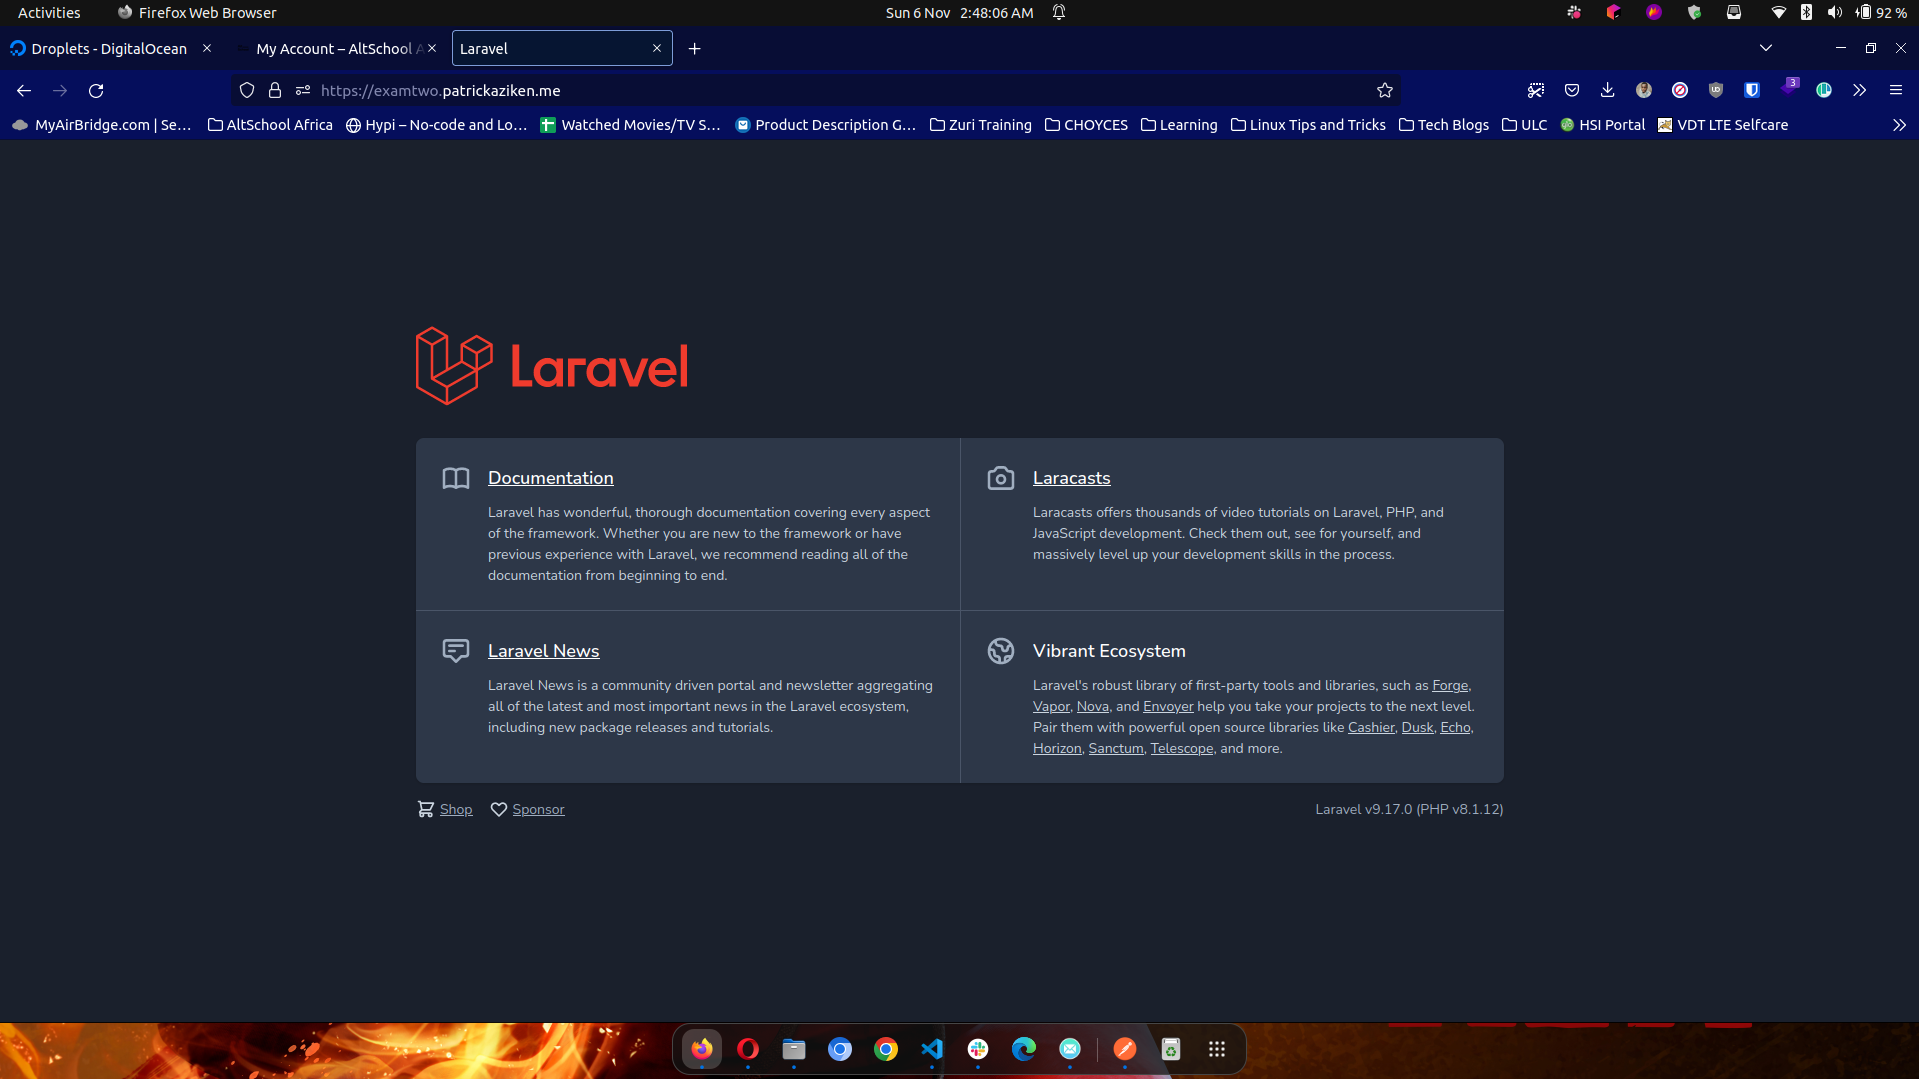 Activities
Firefox Web Browser
Sun 6 Nov 2:48:06 AM
92 %
Droplets - DigitalOcean
My Account – AltSchool A
Laravel
https://examtwo.patrickaziken.me
3
MyAirBridge.com | Se…
AltSchool Africa
Hypi – No-code and Lo…
Watched Movies/TV S…
Product Description G…
Zuri Training
CHOYCES
Learning
Linux Tips and Tricks
Tech Blogs
ULC
HSI Portal
VDT LTE Selfcare
Laravel
Documentation
Laravel has wonderful, thorough documentation covering every aspect
of the framework. Whether you are new to the framework or have
previous experience with Laravel, we recommend reading all of the
documentation from beginning to end.
Laracasts
Laracasts offers thousands of video tutorials on Laravel, PHP, and
JavaScript development. Check them out, see for yourself, and
massively level up your development skills in the process.
Laravel News
Laravel News is a community driven portal and newsletter aggregating
all of the latest and most important news in the Laravel ecosystem,
including new package releases and tutorials.
Vibrant Ecosystem
Laravel's robust library of first-party tools and libraries, such as Forge,
Vapor, Nova, and Envoyer help you take your projects to the next level.
Pair them with powerful open source libraries like Cashier, Dusk, Echo,
Horizon, Sanctum, Telescope, and more.
Shop
Sponsor
Laravel v9.17.0 (PHP v8.1.12)